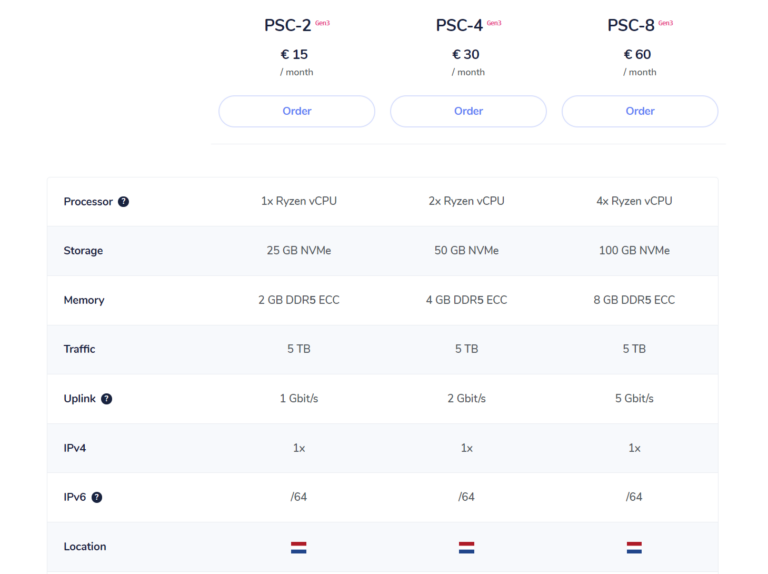 PSC-2 Gen3 PSC-4 Gen3 PSC-8 Gen3
€ 15 € 30 € 60
/ month / month / month
Order Order Order
Processor ? 1x Ryzen vCPU 2x Ryzen vCPU 4x Ryzen vCPU
Storage 25 GB NVMe 50 GB NVMe 100 GB NVMe
Memory 2 GB DDR5 ECC 4 GB DDR5 ECC 8 GB DDR5 ECC
Traffic 5 TB 5 TB 5 TB
Uplink ? 1 Gbit/s 2 Gbit/s 5 Gbit/s
IPv4 1x 1x 1x
IPv6 ? /64 /64 /64
Location